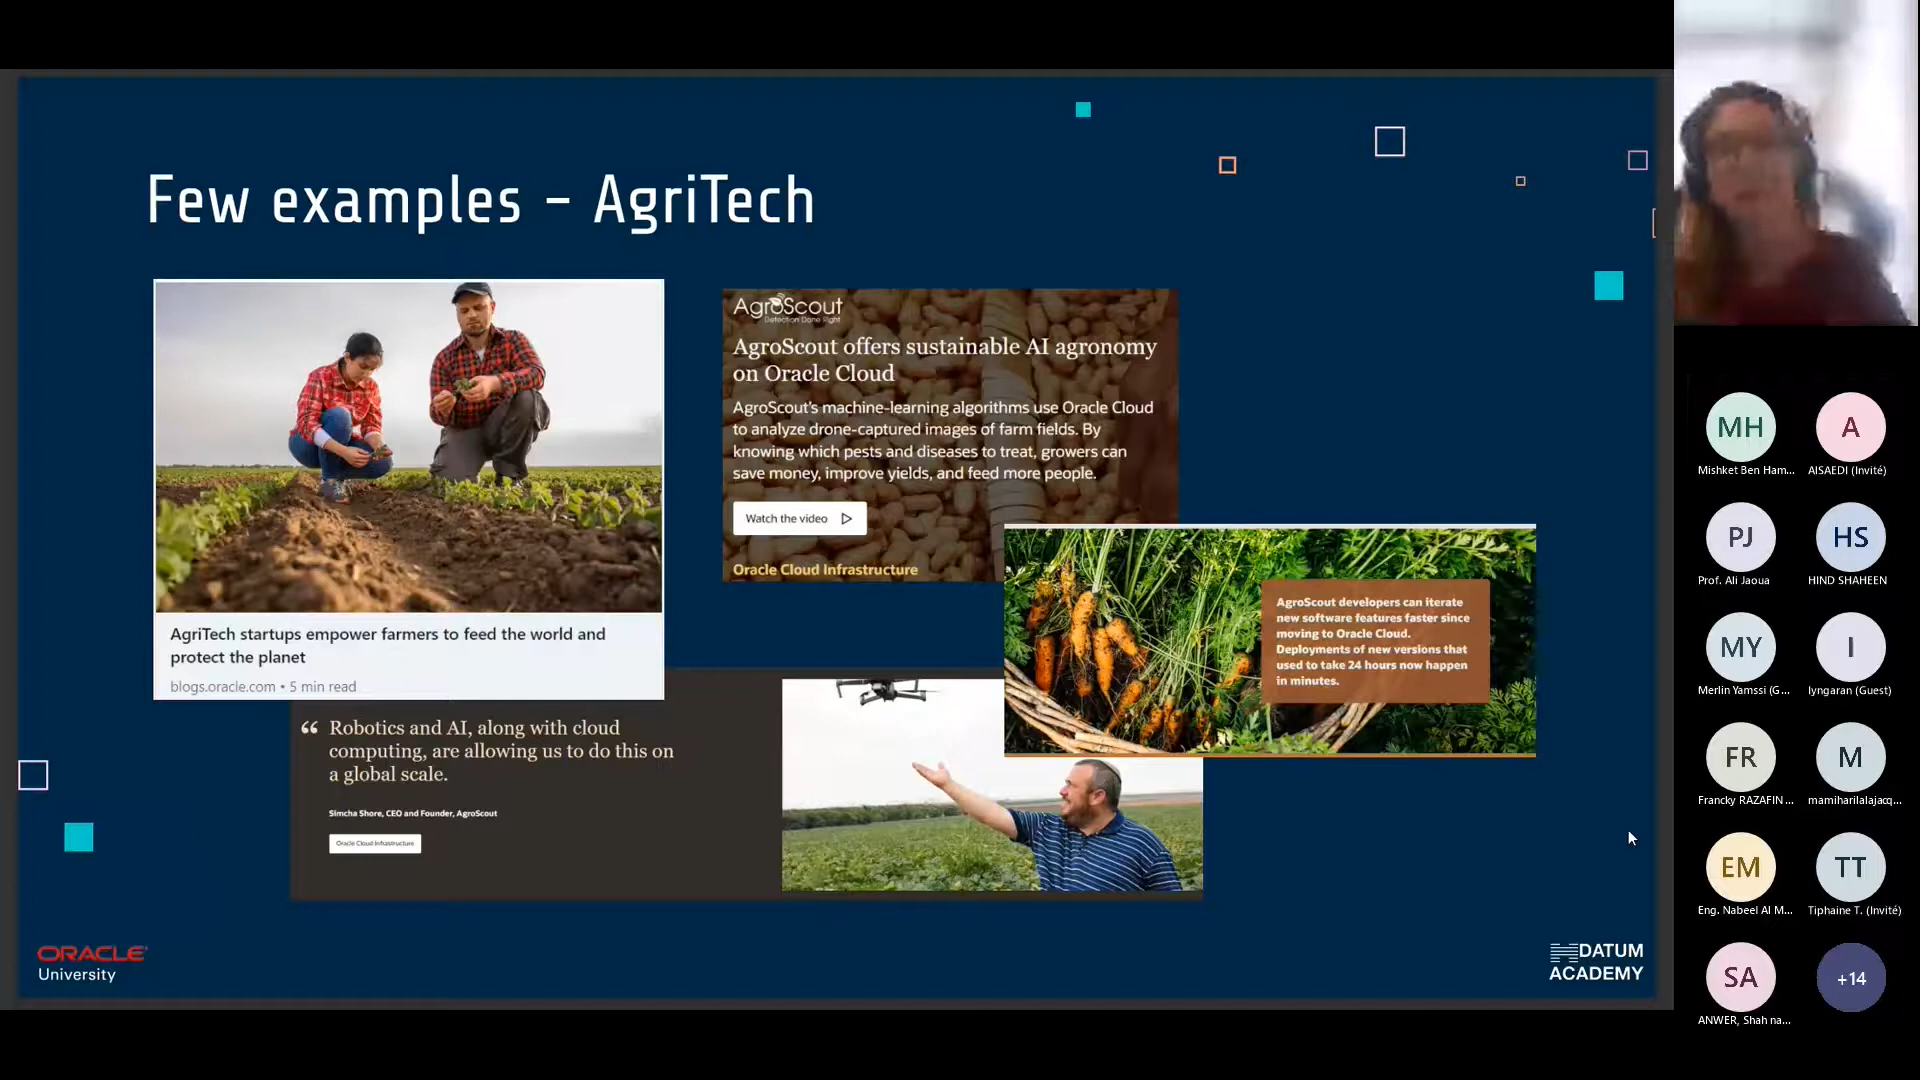 Few examples - AgriTech
AgriTech startups empower farmers to feed the world and
protect the planet
blogs.oracle.com • 5 min read
AgroScout
Detection Done Right
AgroScout offers sustainable AI agronomy
on Oracle Cloud
AgroScout's machine-learning algorithms use Oracle Cloud
to analyze drone-captured images of farm fields. By
knowing which pests and diseases to treat, growers can
save money, improve yields, and feed more people.
Watch the video
Oracle Cloud Infrastructure
AgroScout developers can iterate
new software features faster since
moving to Oracle Cloud.
Deployments of new versions that
used to take 24 hours now happen
in minutes.
“ Robotics and AI, along with cloud
computing, are allowing us to do this on
a global scale.
Simcha Shore, CEO and Founder, AgroScout
Oracle Cloud Infrastructure
ORACLE
University
DATUM
ACADEMY
MH
Mishket Ben Ham...
A
AISAEDI (Invité)
PJ
Prof. Ali Jaoua
HS
HIND SHAHEEN
MY
Merlin Yamssi (G...
I
Iyngaran (Guest)
FR
Francky RAZAFIN...
M
mamiharilalajacq...
EM
Eng. Nabeel Al M...
TT
Tiphaine T. (Invité)
SA
ANWER, Shah na...
+14